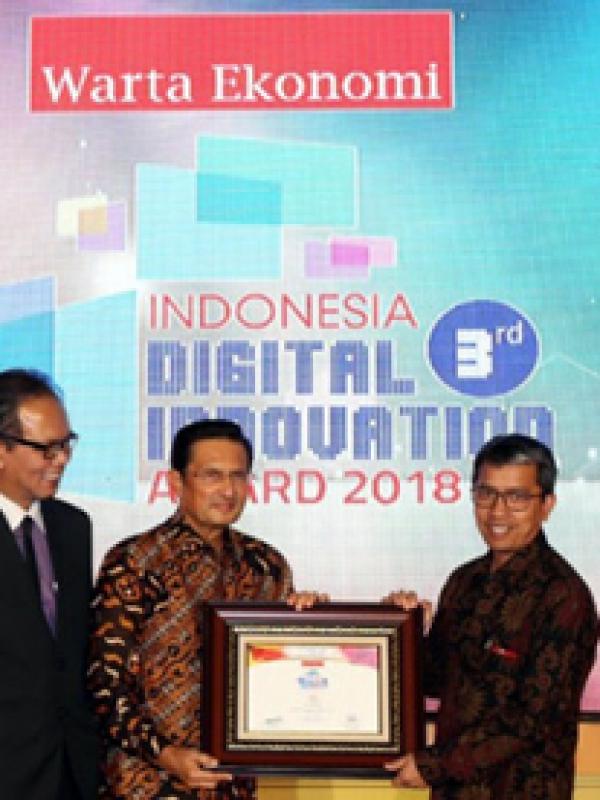 Warta Ekonomi
INDONESIA
DIGITAL 3rd
INNOVATION
AWARD 2018